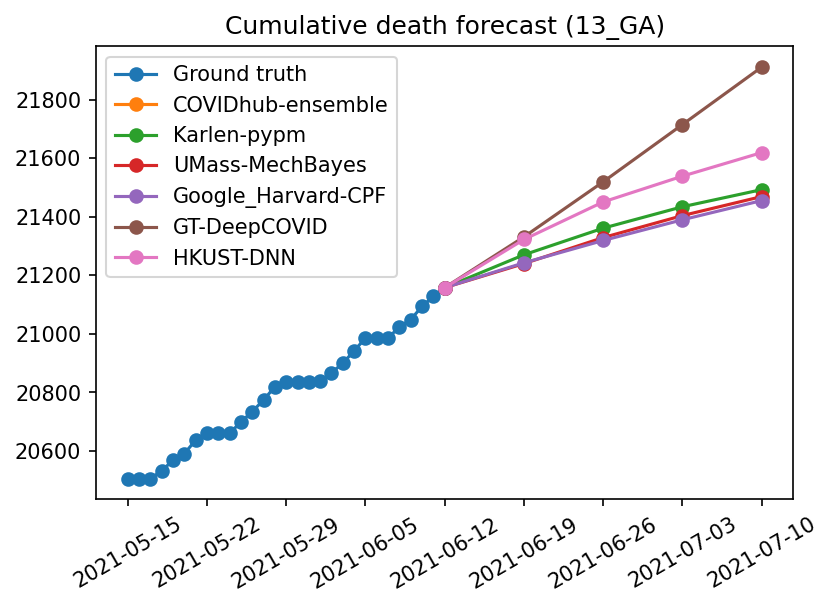 Cumulative death forecast (13_GA)
Ground truth
COVIDhub-ensemble
Karlen-pypm
UMass-MechBayes
Google_Harvard-CPF
GT-DeepCOVID
HKUST-DNN
21800
21600
21400
21200
21000
20800
20600
2021-05-15
2021-05-22
2021-05-29
2021-06-05
2021-06-12
2021-06-19
2021-06-26
2021-07-03
2021-07-10